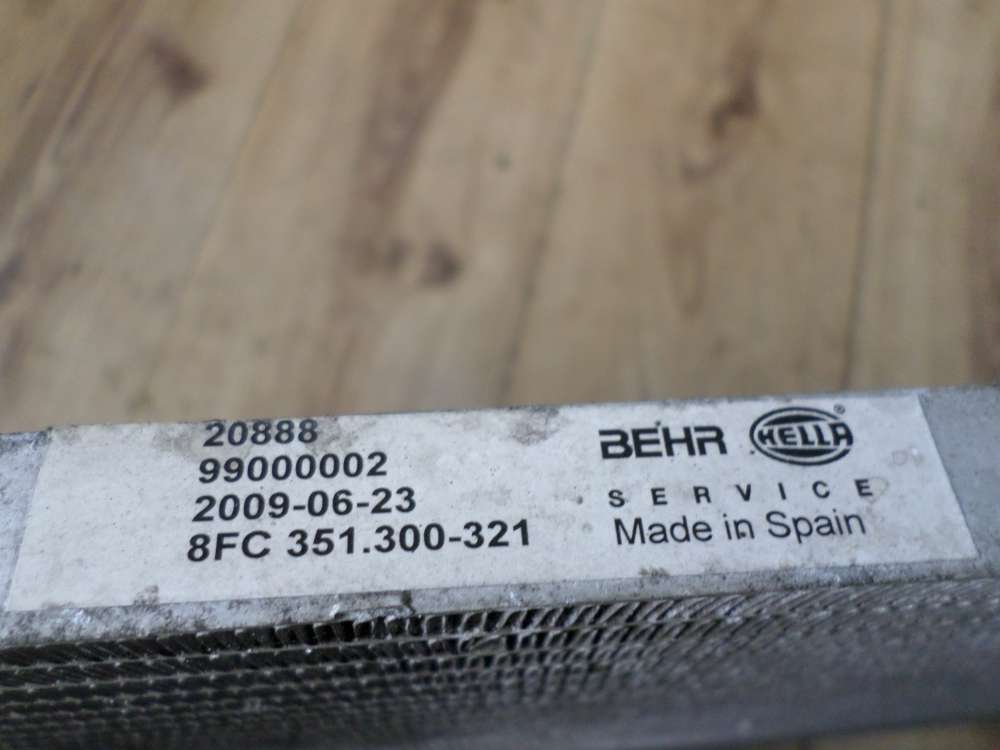 20888
99000002
2009-06-23
8FC 351.300-321
BEHR HELLA®
SERVICE
Made in Spain